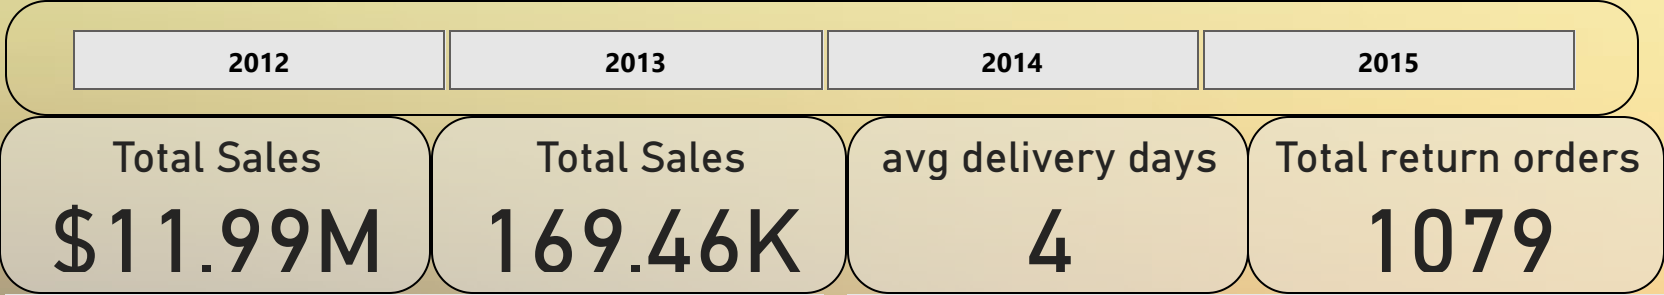 2012 2013 2014 2015
Total Sales Total Sales avg delivery days Total return orders
$11.99M 169.46K 4 1079